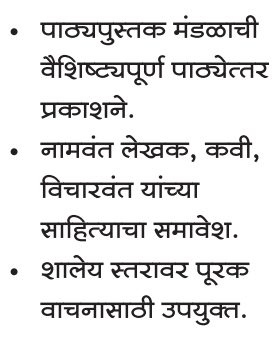 • पाठ्यपुस्तक मंडळाची
वैशिष्ट्यपूर्ण पाठ्येत्तर
प्रकाशने.
• नामवंत लेखक, कवी,
विचारवंत यांच्या
साहित्याचा समावेश.
• शालेय स्तरावर पूरक
वाचनासाठी उपयुक्त.